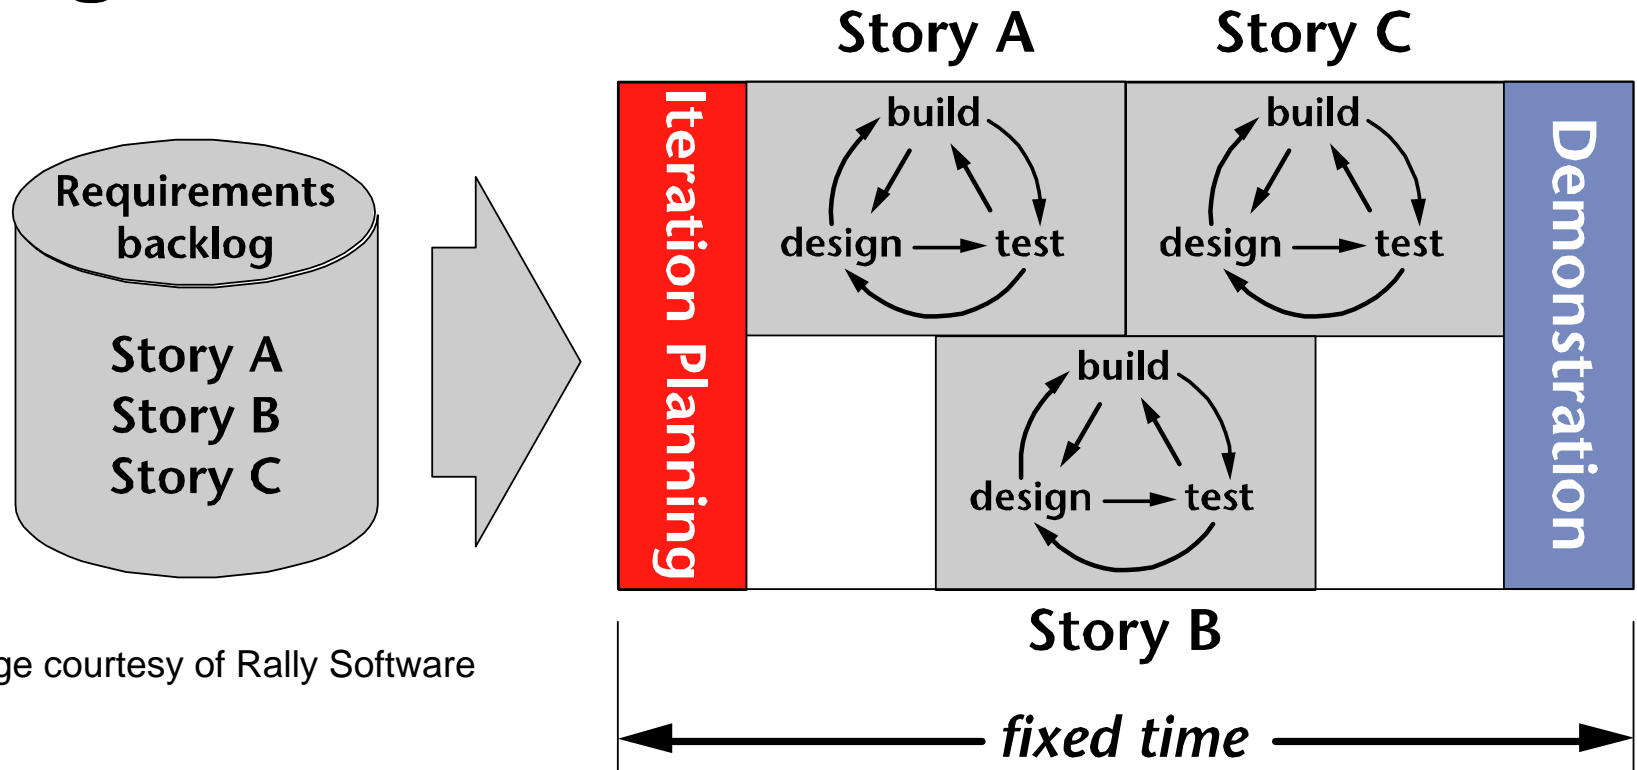 Story A
Story C
Requirements
backlog
Story A
Story B
Story C
Iteration Planning
build
design
test
build
design
test
build
design
test
Demonstration
Story B
courtesy of Rally Software
fixed time